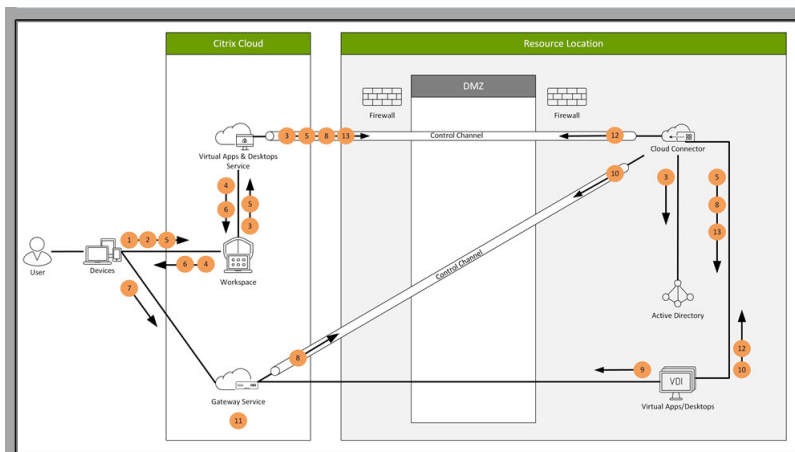 Citrix Cloud
Resource Location
DMZ
Firewall
Firewall
3 5 8 13
Control Channel
12
Virtual Apps & Desktops
Service
Cloud Connector
4
6
5
3
10
3
5
8
13
1 2 5
User
Devices
6 4
Workspace
Control Channel
7
Active Directory
8
12
10
9
VDI
Gateway Service
Virtual Apps/Desktops
11